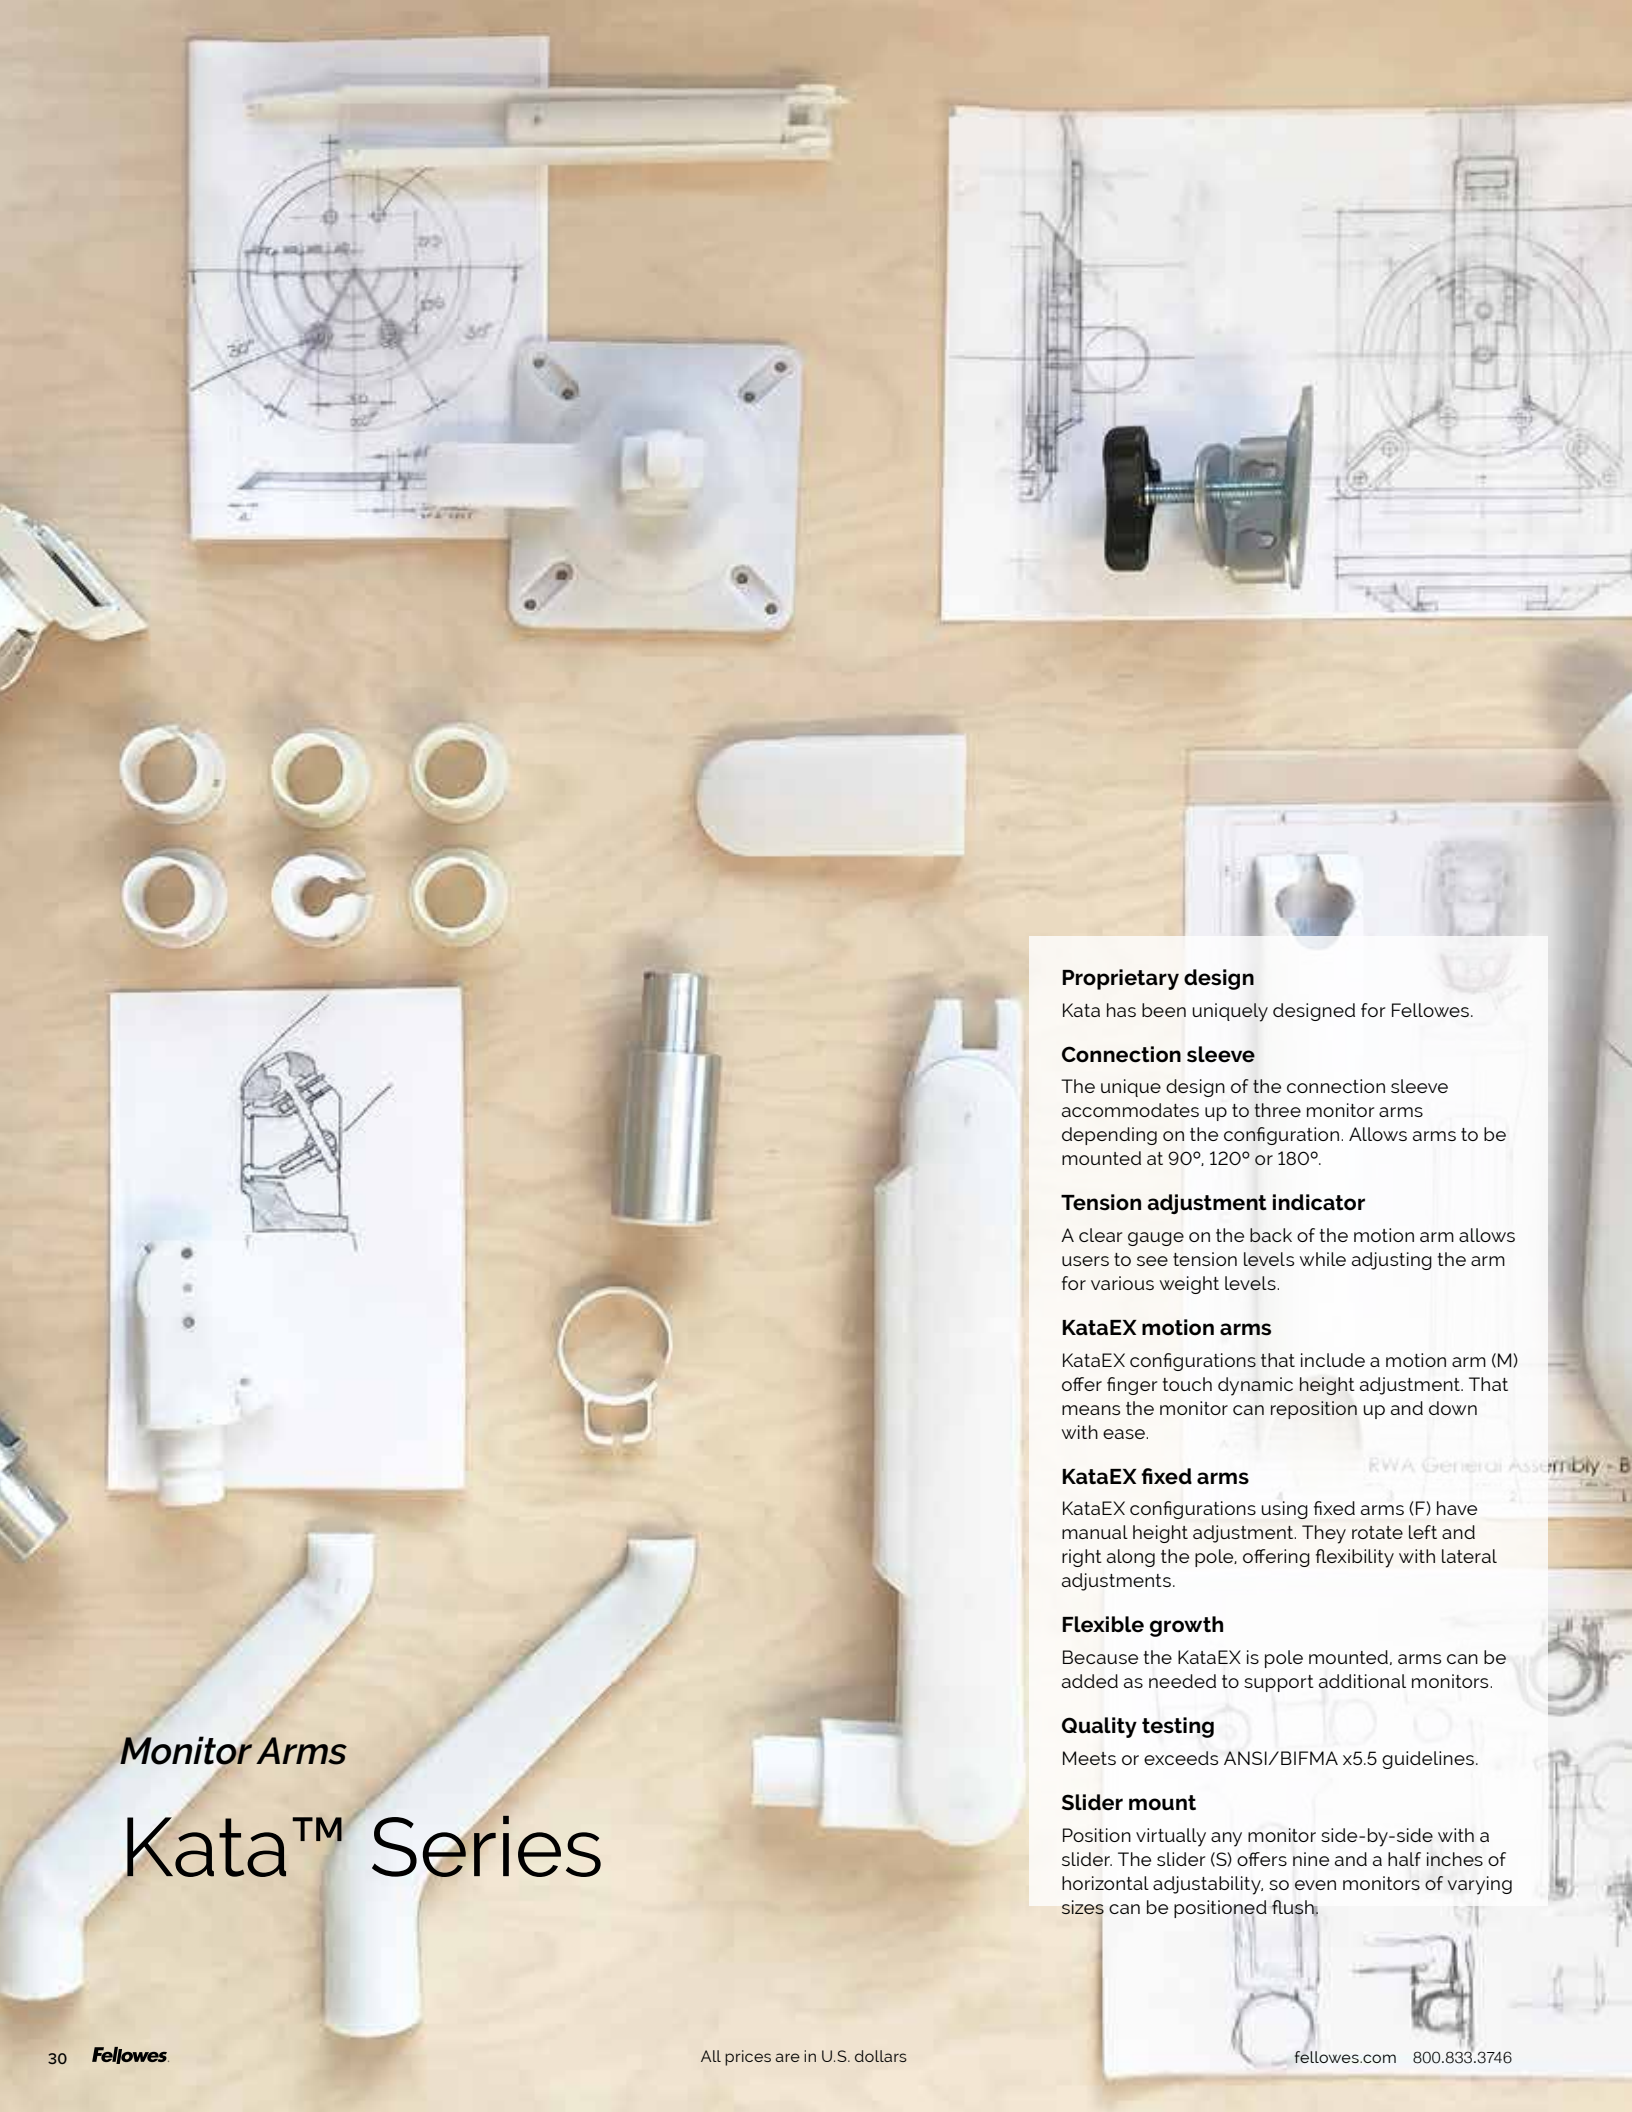 30"
30"
Proprietary design
Kata has been uniquely designed for Fellowes.
Connection sleeve
The unique design of the connection sleeve
accommodates up to three monitor arms
depending on the configuration. Allows arms to be
mounted at 90º, 120º or 180º.
Tension adjustment indicator
A clear gauge on the back of the motion arm allows
users to see tension levels while adjusting the arm
for various weight levels.
KataEX motion arms
KataEX configurations that include a motion arm (M)
offer finger touch dynamic height adjustment. That
means the monitor can reposition up and down
with ease.
KataEX fixed arms
KataEX configurations using fixed arms (F) have
manual height adjustment. They rotate left and
right along the pole, offering flexibility with lateral
adjustments.
Flexible growth
Because the KataEX is pole mounted, arms can be
added as needed to support additional monitors.
Quality testing
Meets or exceeds ANSI/BIFMA x5.5 guidelines.
Slider mount
Position virtually any monitor side-by-side with a
slider. The slider (S) offers nine and a half inches of
horizontal adjustability, so even monitors of varying
sizes can be positioned flush.
RWA General Assembly - B
Monitor Arms
Kata™ Series
30 Fellowes.
All prices are in U.S. dollars
fellowes.com 800.833.3746